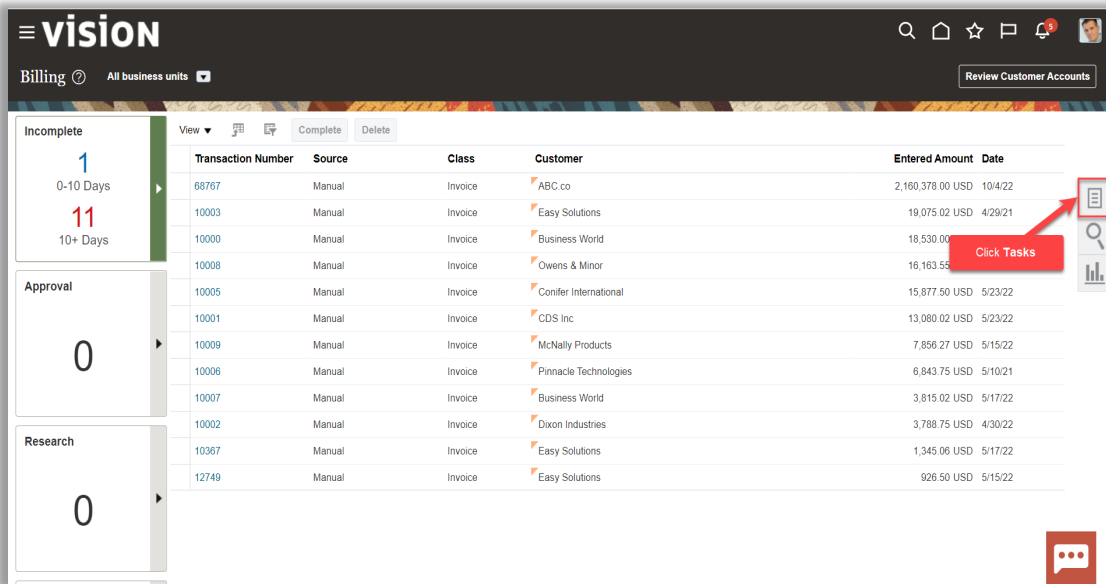 vision
5
Billing ? All business units Review Customer Accounts
Incomplete
1
0-10 Days
11
10+ Days
Approval
0
Research
0
View Complete Delete
Transaction Number Source Class Customer Entered Amount Date
68767 Manual Invoice ABC.co 2,160,378.00 USD 10/4/22
10003 Manual Invoice Easy Solutions 19,075.02 USD 4/29/21
10000 Manual Invoice Business World 18,530.00
10008 Manual Invoice Owens & Minor 16,163.55
10005 Manual Invoice Conifer International 15,877.50 USD 5/23/22
10001 Manual Invoice CDS Inc 13,080.02 USD 5/23/22
10009 Manual Invoice McNally Products 7,856.27 USD 5/15/22
10006 Manual Invoice Pinnacle Technologies 6,843.75 USD 5/10/21
10007 Manual Invoice Business World 3,815.02 USD 5/17/22
10002 Manual Invoice Dixon Industries 3,788.75 USD 4/30/22
10367 Manual Invoice Easy Solutions 1,345.06 USD 5/17/22
12749 Manual Invoice Easy Solutions 926.50 USD 5/15/22
Click Tasks